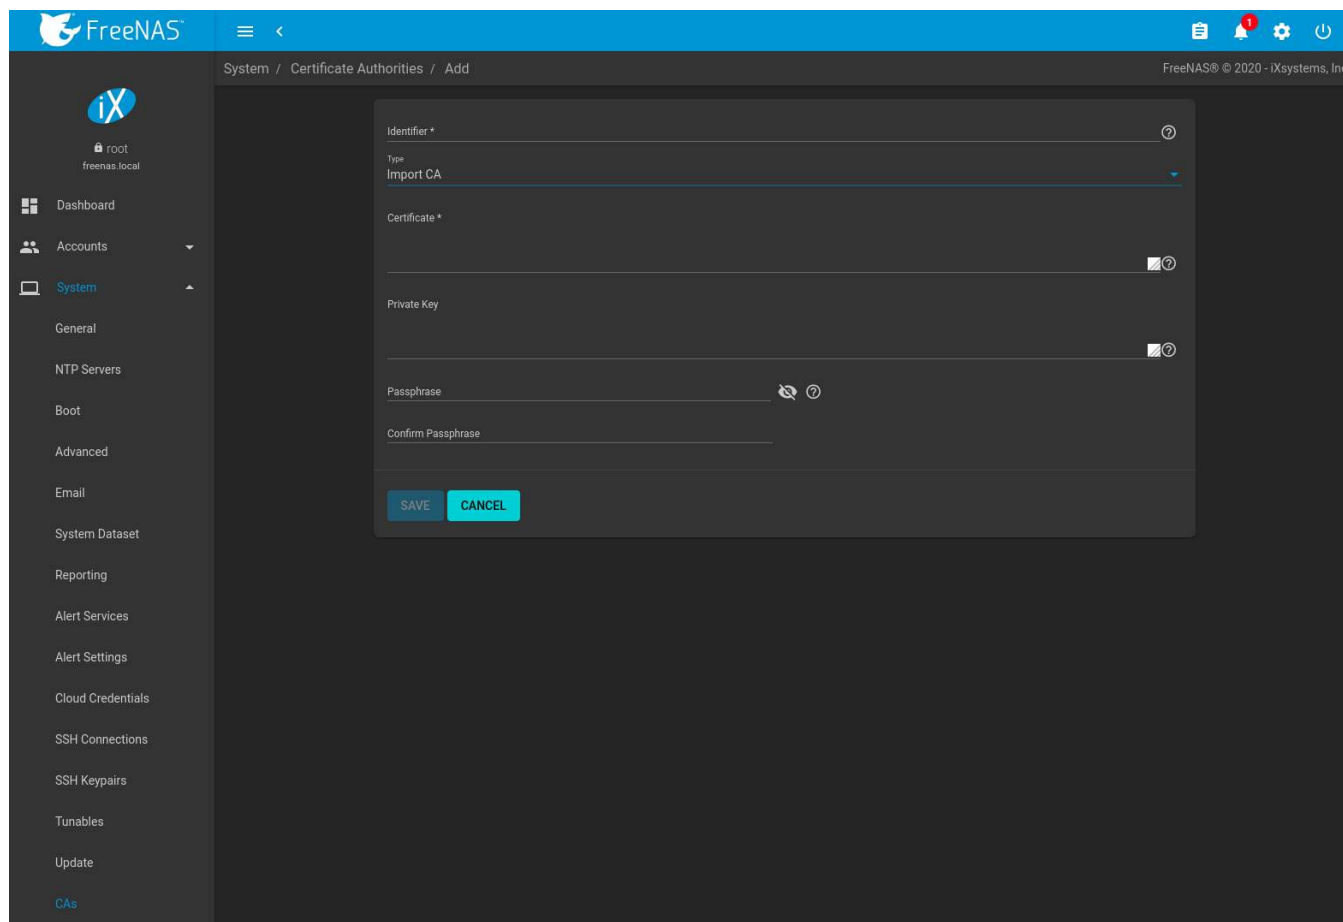 FreeNAS™
1
System / Certificate Authorities / Add
FreeNAS® © 2020 - iXsystems, Inc
iX
root
freenas.local
Dashboard
Accounts
System
General
NTP Servers
Boot
Advanced
Email
System Dataset
Reporting
Alert Services
Alert Settings
Cloud Credentials
SSH Connections
SSH Keypairs
Tunables
Update
CAs
Identifier *
Type
Import CA
Certificate *
Private Key
Passphrase
Confirm Passphrase
SAVE CANCEL